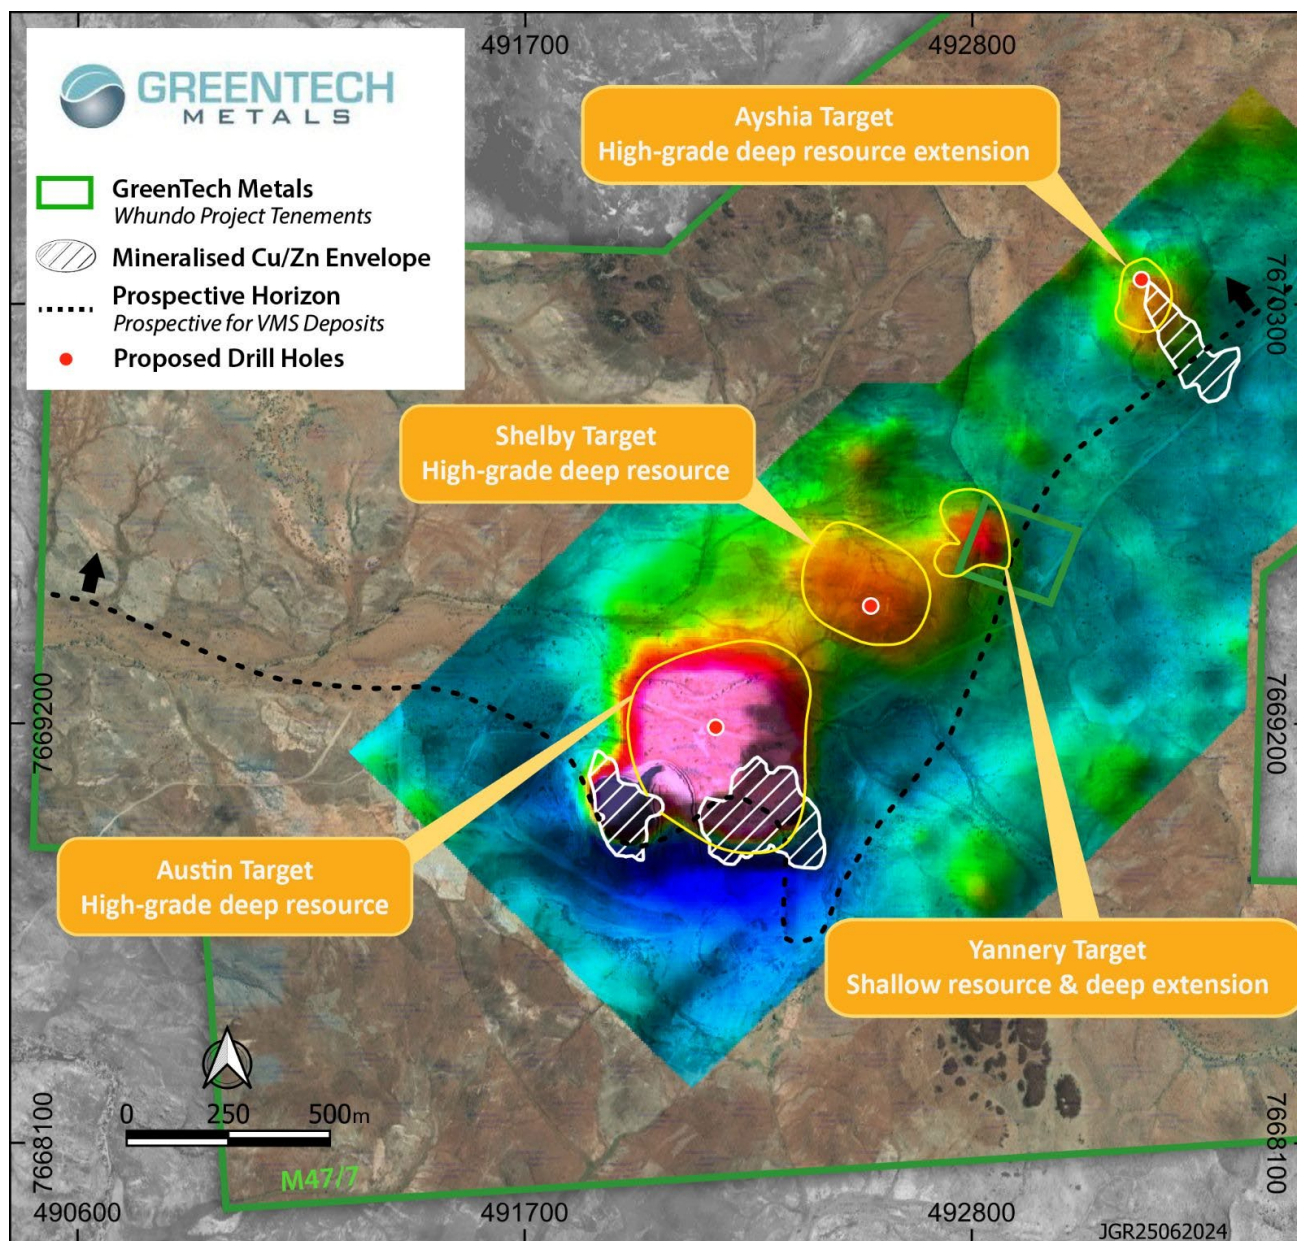 491700
492800
GREENTECH
METALS
GreenTech Metals
Whundo Project Tenements
Mineralised Cu/Zn Envelope
Prospective Horizon
Prospective for VMS Deposits
Proposed Drill Holes
Ayshia Target
High-grade deep resource extension
7670300
Shelby Target
High-grade deep resource
7669200
7669200
Austin Target
High-grade deep resource
Yannery Target
Shallow resource & deep extension
0 250 500m
M47/7
7668100
7668100
490600
491700
492800
JGR25062024